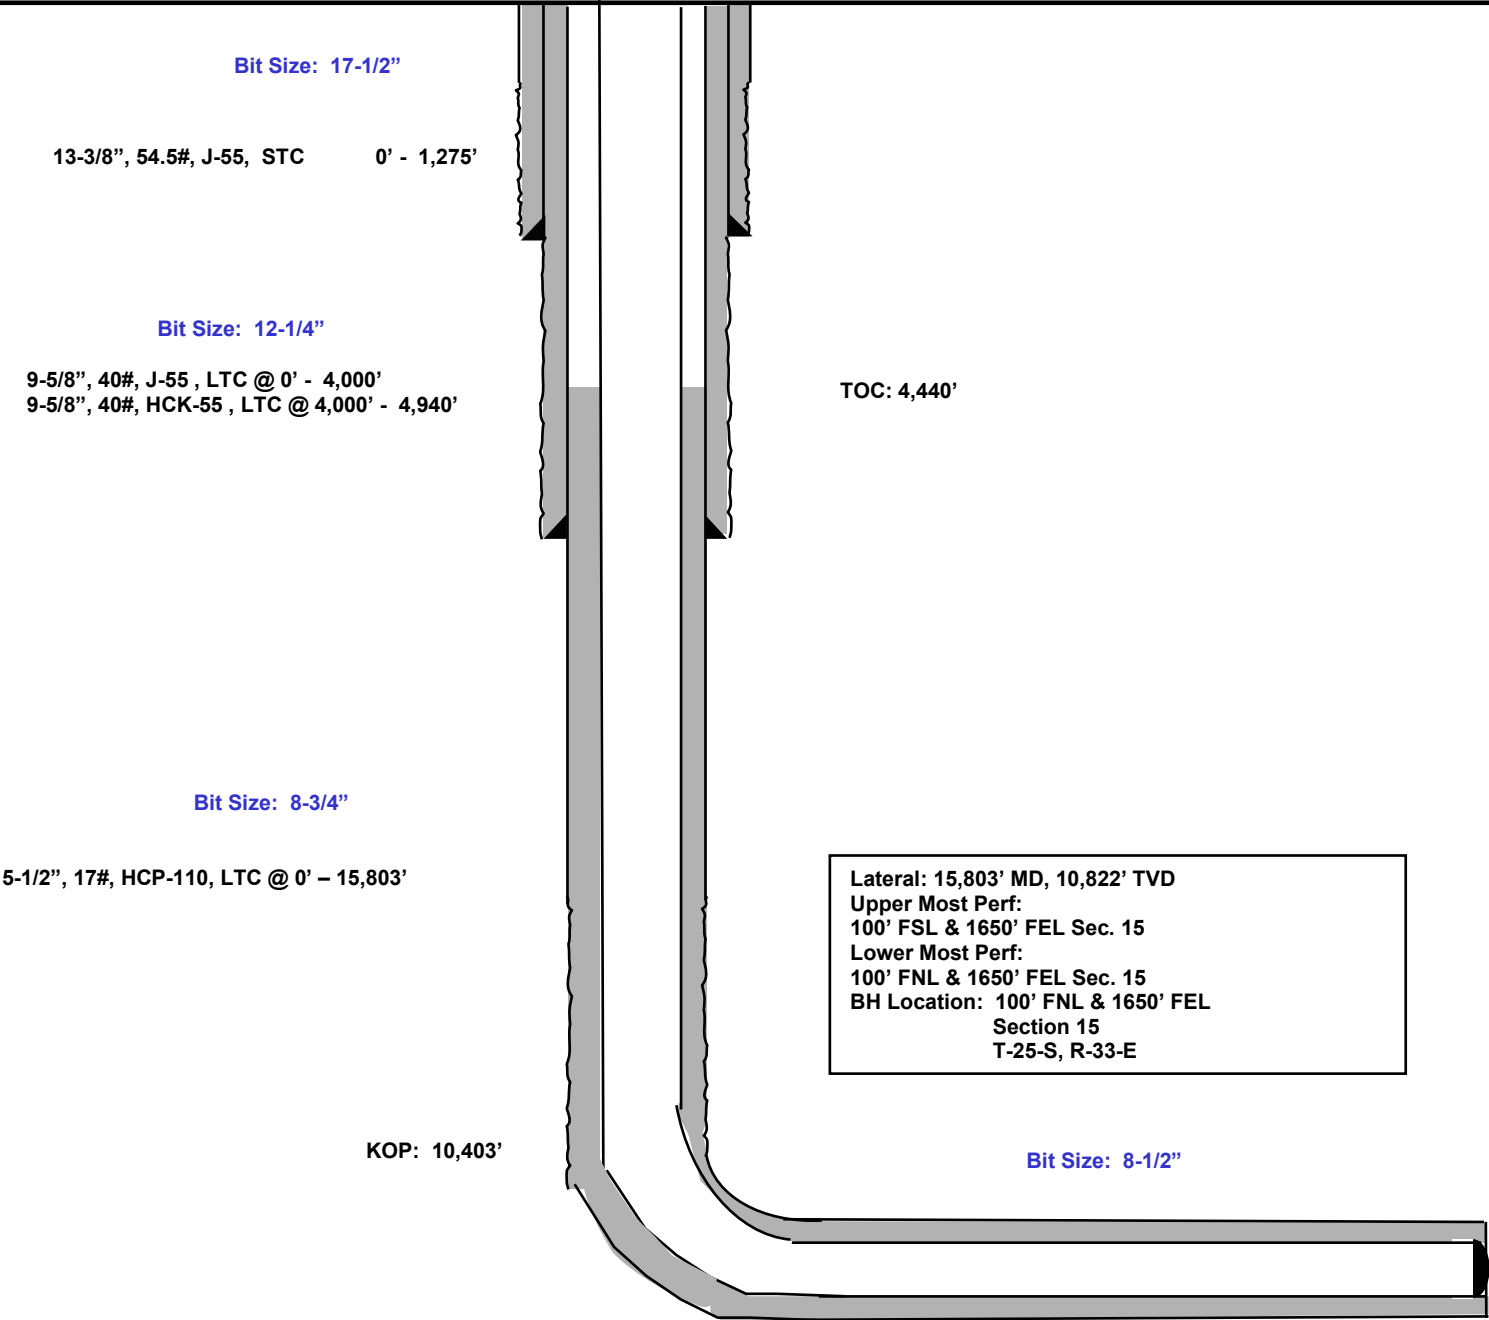 Bit Size: 17-1/2”
13-3/8”, 54.5#, J-55, STC 0’ - 1,275’
Bit Size: 12-1/4”
9-5/8”, 40#, J-55 , LTC @ 0’ - 4,000’
9-5/8”, 40#, HCK-55 , LTC @ 4,000’ - 4,940’
TOC: 4,440’
Bit Size: 8-3/4”
5-1/2”, 17#, HCP-110, LTC @ 0’ – 15,803’
Lateral: 15,803’ MD, 10,822’ TVD
Upper Most Perf:
100’ FSL & 1650’ FEL Sec. 15
Lower Most Perf:
100’ FNL & 1650’ FEL Sec. 15
BH Location: 100’ FNL & 1650’ FEL
Section 15
T-25-S, R-33-E
KOP: 10,403’
Bit Size: 8-1/2”